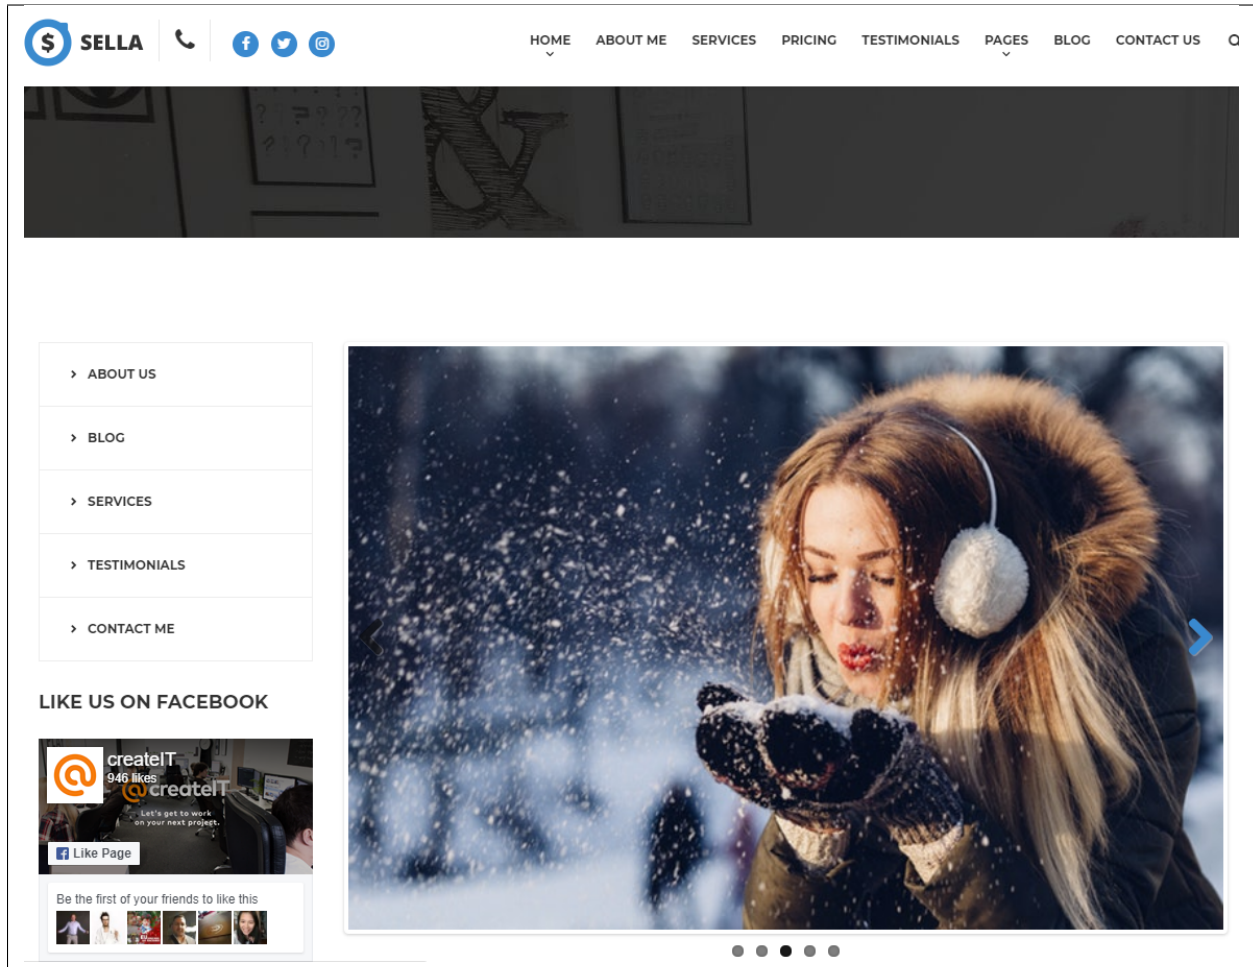 SELLA
HOME ABOUT ME SERVICES PRICING TESTIMONIALS PAGES BLOG CONTACT US
&
ABOUT US
BLOG
SERVICES
TESTIMONIALS
CONTACT ME
LIKE US ON FACEBOOK
createIT
946 likes
@createIT
Let's get to work
on your next project.
Like Page
Be the first of your friends to like this